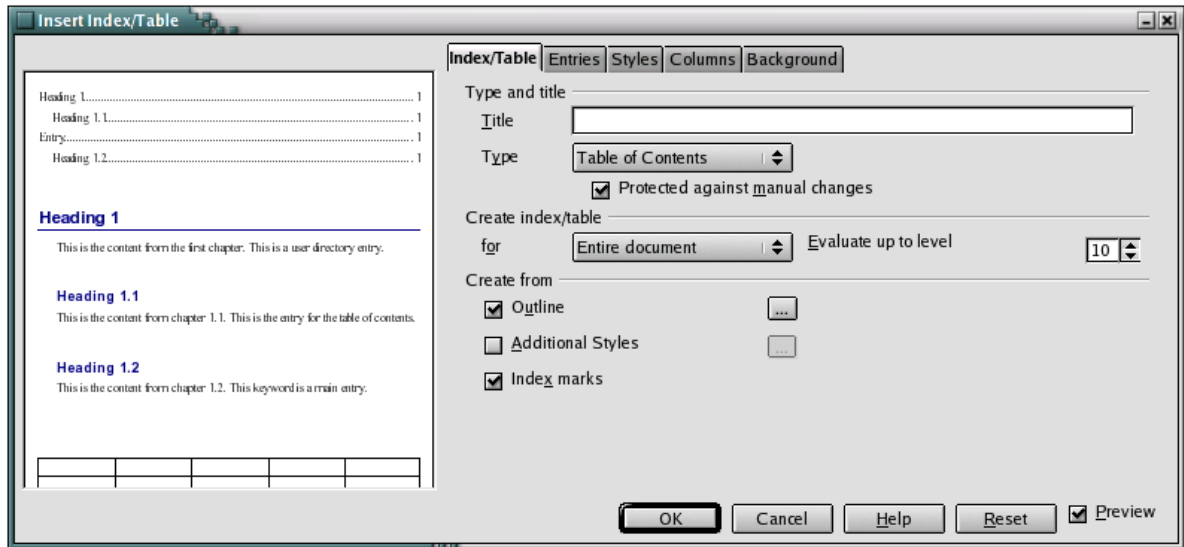 Insert Index/Table
Heading 1........ 1
Heading 1.1........ 1
Entry........ 1
Heading 1.2........ 1
Heading 1
This is the content from the first chapter. This is a user directory entry.
Heading 1.1
This is the content from chapter 1.1. This is the entry for the table of contents.
Heading 1.2
This is the content from chapter 1.2. This keyword is a main entry.
Index/Table Entries Styles Columns Background
Type and title
Title
Type Table of Contents
Protected against manual changes
Create index/table
for Entire document Evaluate up to level 10
Create from
Outline ...
Additional Styles ...
Index marks
OK Cancel Help Reset Preview